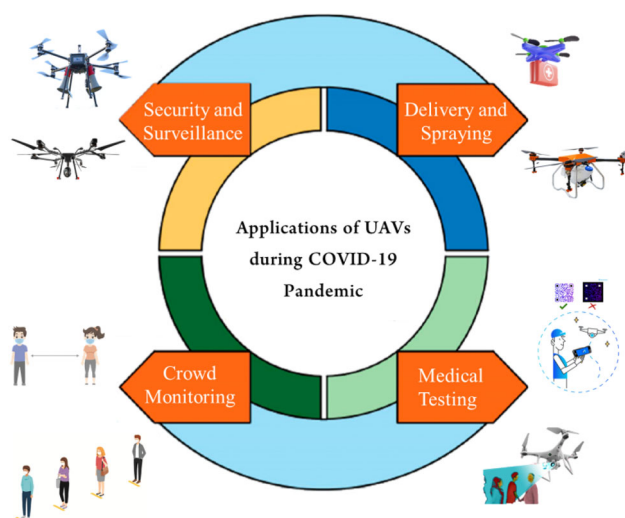 Security and
Surveillance
Delivery and
Spraying
Applications of UAVs
during COVID-19
Pandemic
Crowd
Monitoring
Medical
Testing